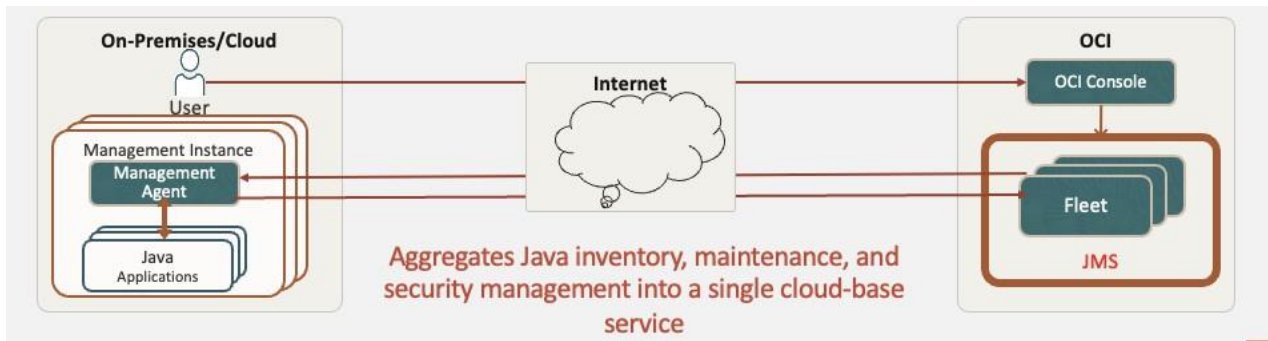 On-Premises/Cloud
User
Management Instance
Management
Agent
Java
Applications
Internet
Aggregates Java inventory, maintenance, and
security management into a single cloud-base
service
OCI
OCI Console
Fleet
JMS